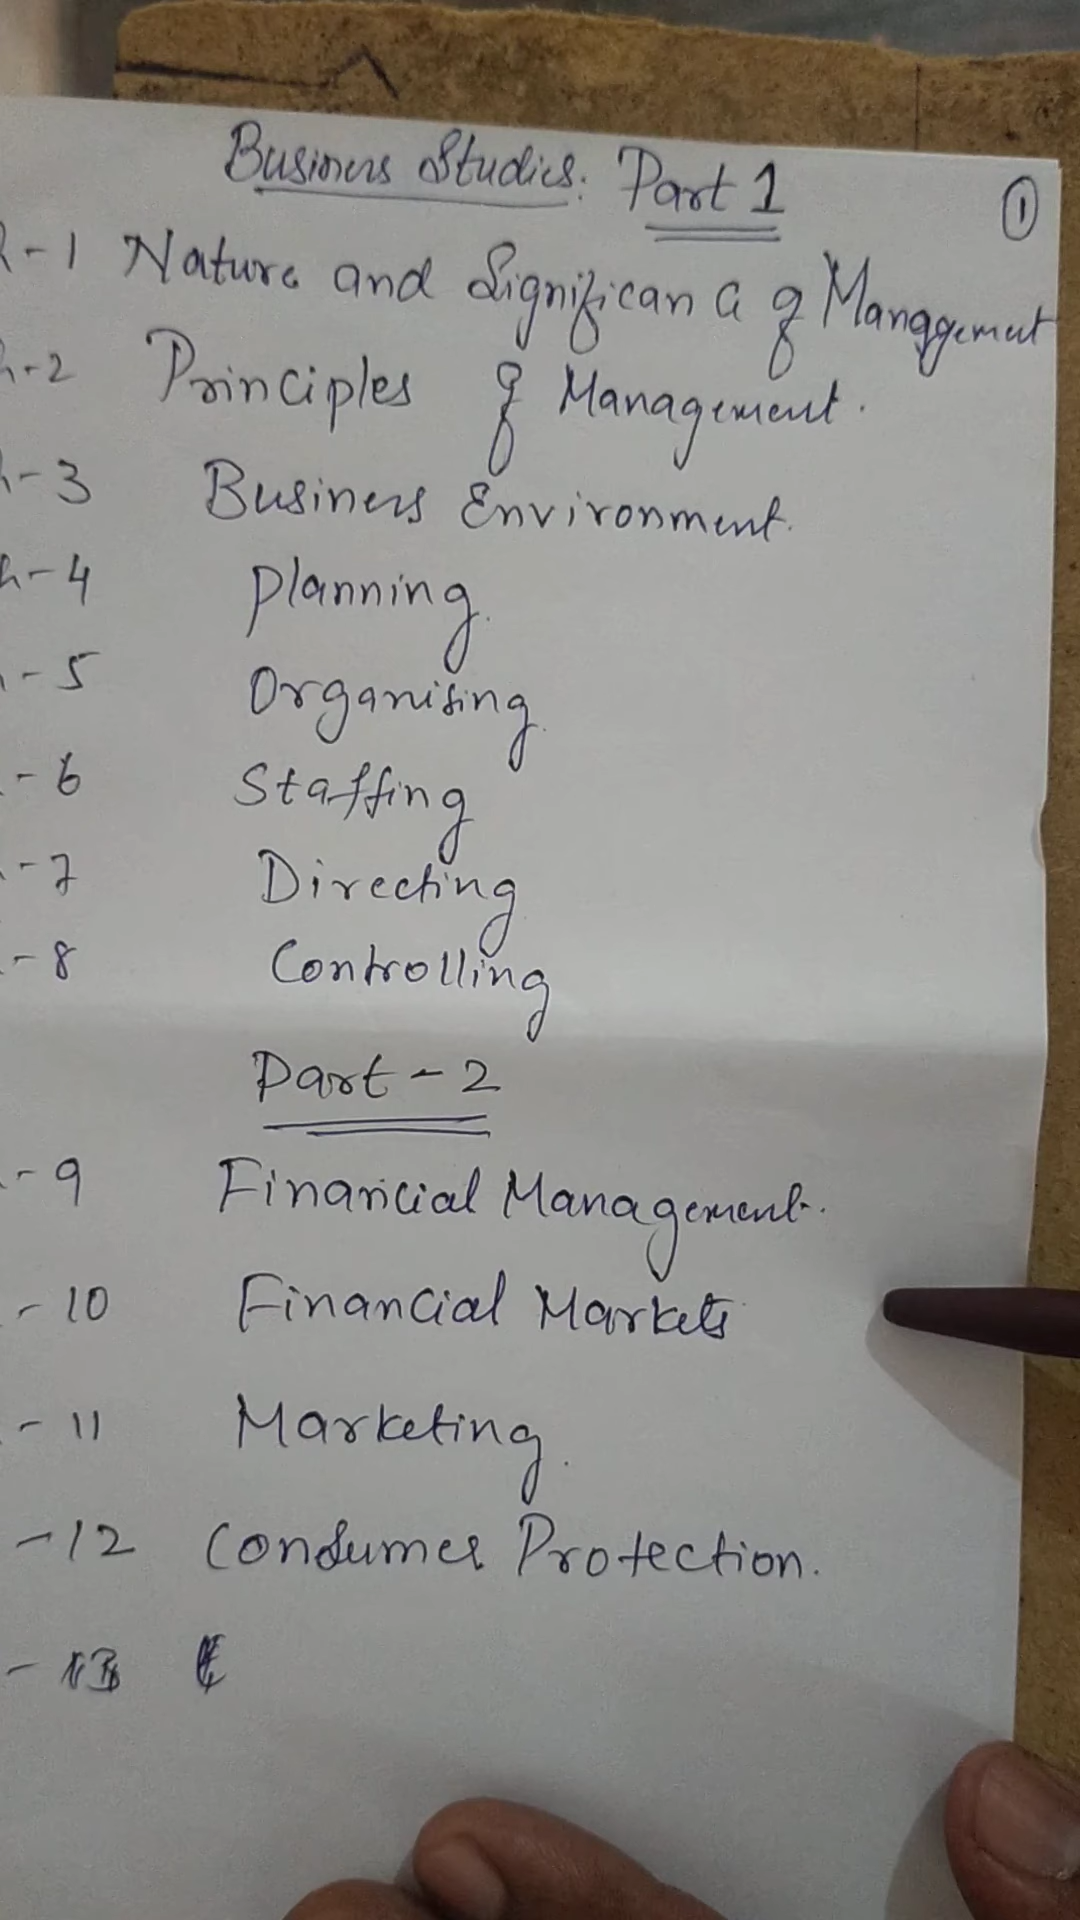 Business Studies: Part 1
1
h-1 Nature and Significance of Management
h-2 Principles of Management.
h-3 Business Environment.
h-4 Planning.
-5 Organising.
-6 Staffing
-7 Directing
-8 Controlling
Part-2
-9 Financial Management.
-10 Financial Markets
-11 Marketing.
-12 Consumer Protection.
-13